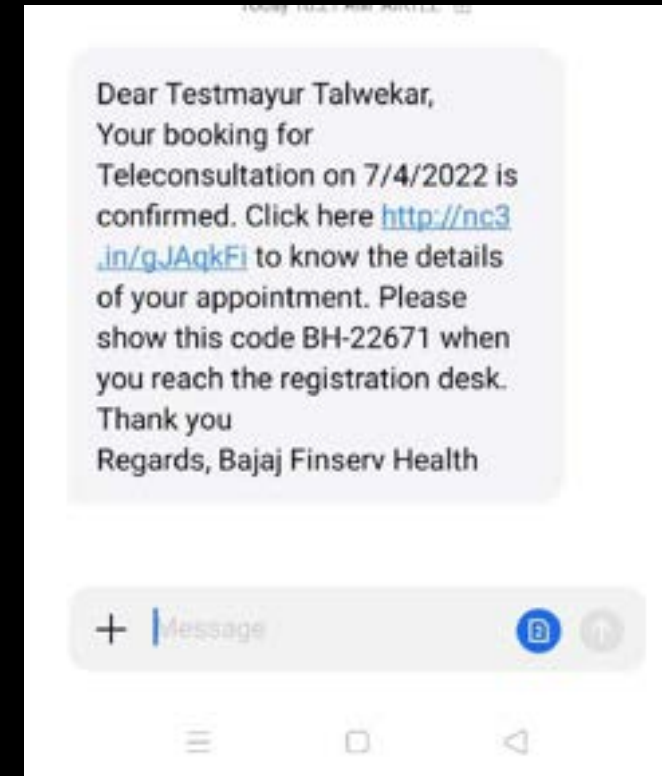 Dear Testmayur Talwekar,
Your booking for
Teleconsultation on 7/4/2022 is
confirmed. Click here http://nc3
.in/gJAqkFi to know the details
of your appointment. Please
show this code BH-22671 when
you reach the registration desk.
Thank you
Regards, Bajaj Finserv Health
Message